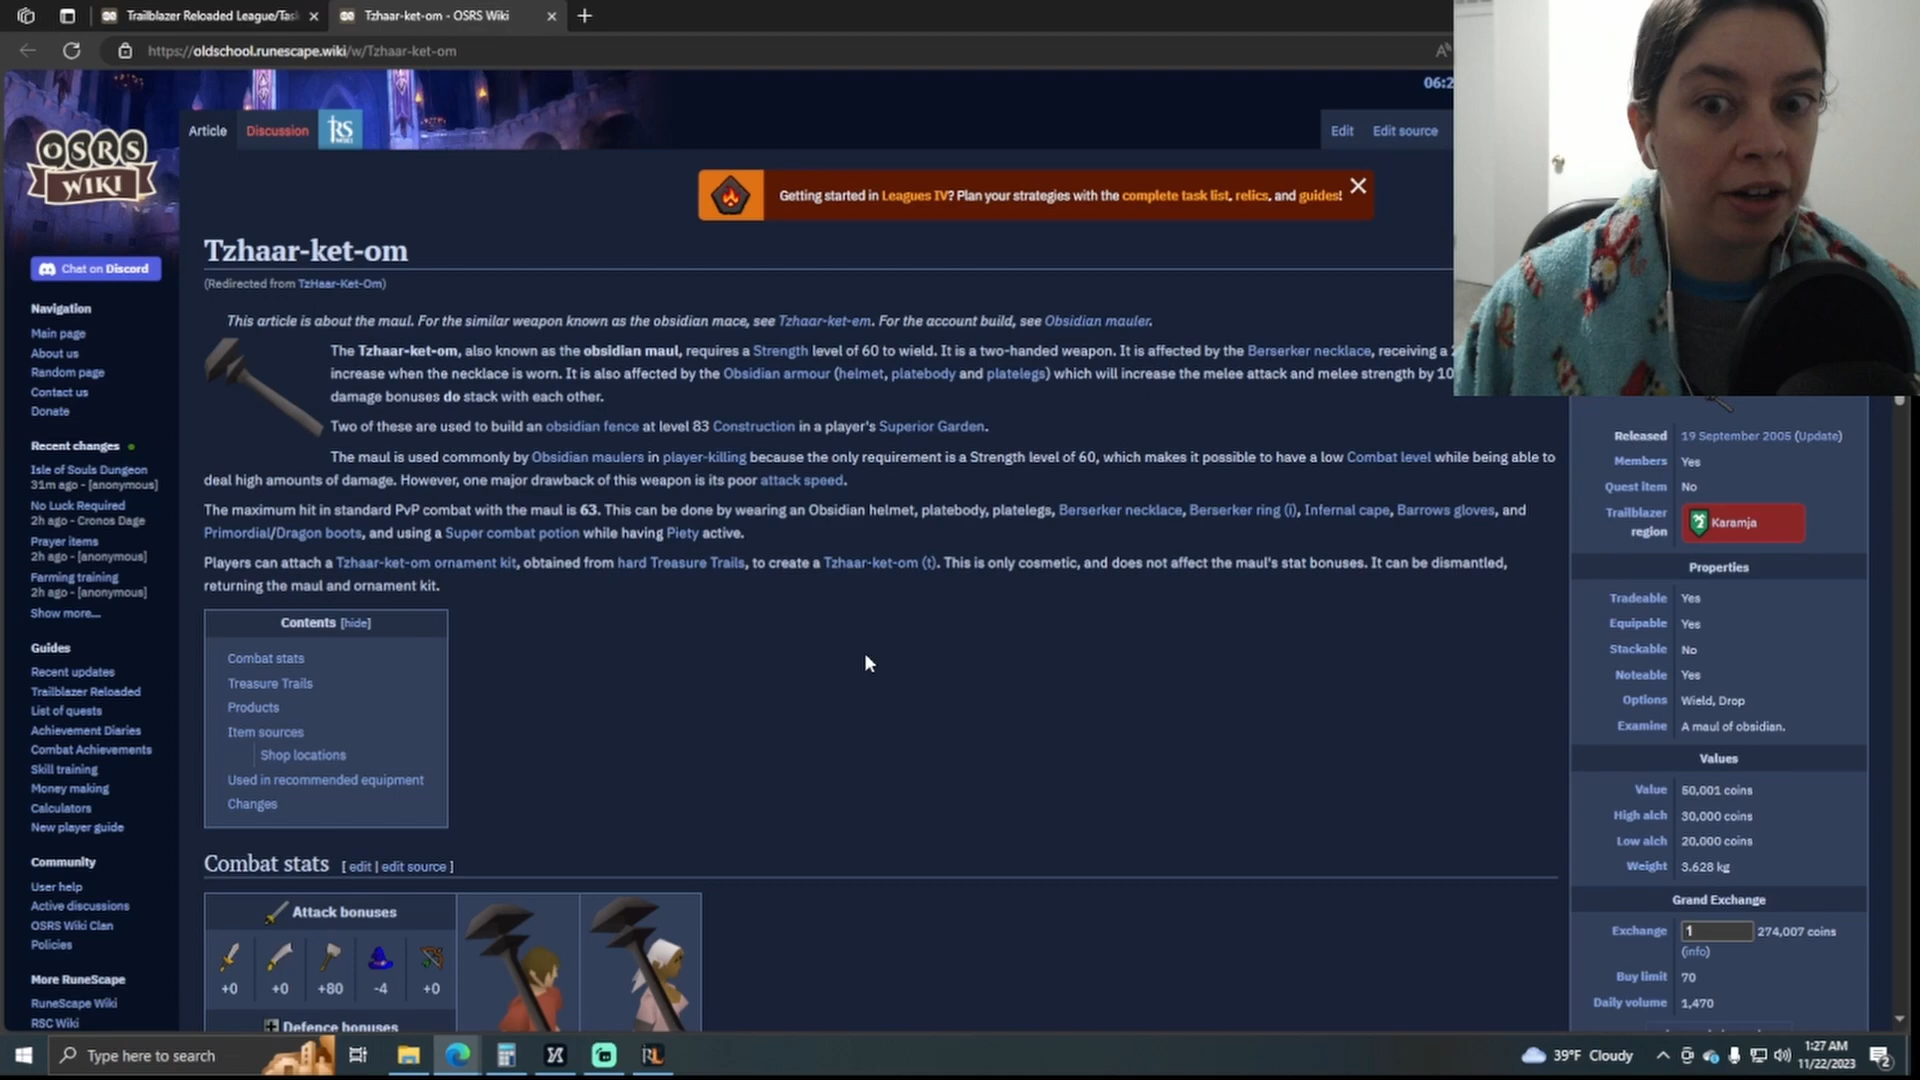 Trailblazer Reloaded League/Tas
Tzhaar-ket-om - OSRS Wiki
https://oldschool.runescape.wiki/w/Tzhaar-ket-om
06:2
OSRS
WIKI
Article
Discussion
RS
WIKI
Edit
Edit source
Getting started in Leagues IV? Plan your strategies with the complete task list, relics, and guides!
Tzhaar-ket-om
(Redirected from TzHaar-Ket-Om)
This article is about the maul. For the similar weapon known as the obsidian mace, see Tzhaar-ket-em. For the account build, see Obsidian mauler.
The Tzhaar-ket-om, also known as the obsidian maul, requires a Strength level of 60 to wield. It is a two-handed weapon. It is affected by the Berserker necklace, receiving a 2
increase when the necklace is worn. It is also affected by the Obsidian armour (helmet, platebody and platelegs) which will increase the melee attack and melee strength by 10
damage bonuses do stack with each other.
Two of these are used to build an obsidian fence at level 83 Construction in a player's Superior Garden.
The maul is used commonly by Obsidian maulers in player-killing because the only requirement is a Strength level of 60, which makes it possible to have a low Combat level while being able to
deal high amounts of damage. However, one major drawback of this weapon is its poor attack speed.
The maximum hit in standard PvP combat with the maul is 63. This can be done by wearing an Obsidian helmet, platebody, platelegs, Berserker necklace, Berserker ring (i), Infernal cape, Barrows gloves, and
Primordial/Dragon boots, and using a Super combat potion while having Piety active.
Players can attach a Tzhaar-ket-om ornament kit, obtained from hard Treasure Trails, to create a Tzhaar-ket-om (t). This is only cosmetic, and does not affect the maul's stat bonuses. It can be dismantled,
returning the maul and ornament kit.
Contents [hide]
Combat stats
Treasure Trails
Products
Item sources
Shop locations
Used in recommended equipment
Changes
Combat stats [ edit | edit source ]
Attack bonuses
+0 +0 +80 -4 +0
Defence bonuses
Chat on Discord
Navigation
Main page
About us
Random page
Contact us
Donate
Recent changes
Isle of Souls Dungeon
31m ago - [anonymous]
No Luck Required
2h ago - Cronos Dage
Prayer items
2h ago - [anonymous]
Farming training
2h ago - [anonymous]
Show more...
Guides
Recent updates
Trailblazer Reloaded
List of quests
Achievement Diaries
Combat Achievements
Skill training
Money making
Calculators
New player guide
Community
User help
Active discussions
OSRS Wiki Clan
Policies
More RuneScape
RuneScape Wiki
RSC Wiki
Released 19 September 2005 (Update)
Members Yes
Quest item No
Trailblazer region Karamja
Properties
Tradeable Yes
Equipable Yes
Stackable No
Noteable Yes
Options Wield, Drop
Examine A maul of obsidian.
Values
Value 50,001 coins
High alch 30,000 coins
Low alch 20,000 coins
Weight 3.628 kg
Grand Exchange
Exchange 1 274,007 coins
(info)
Buy limit 70
Daily volume 1,470
Type here to search
39°F Cloudy
1:27 AM
11/22/2023
2